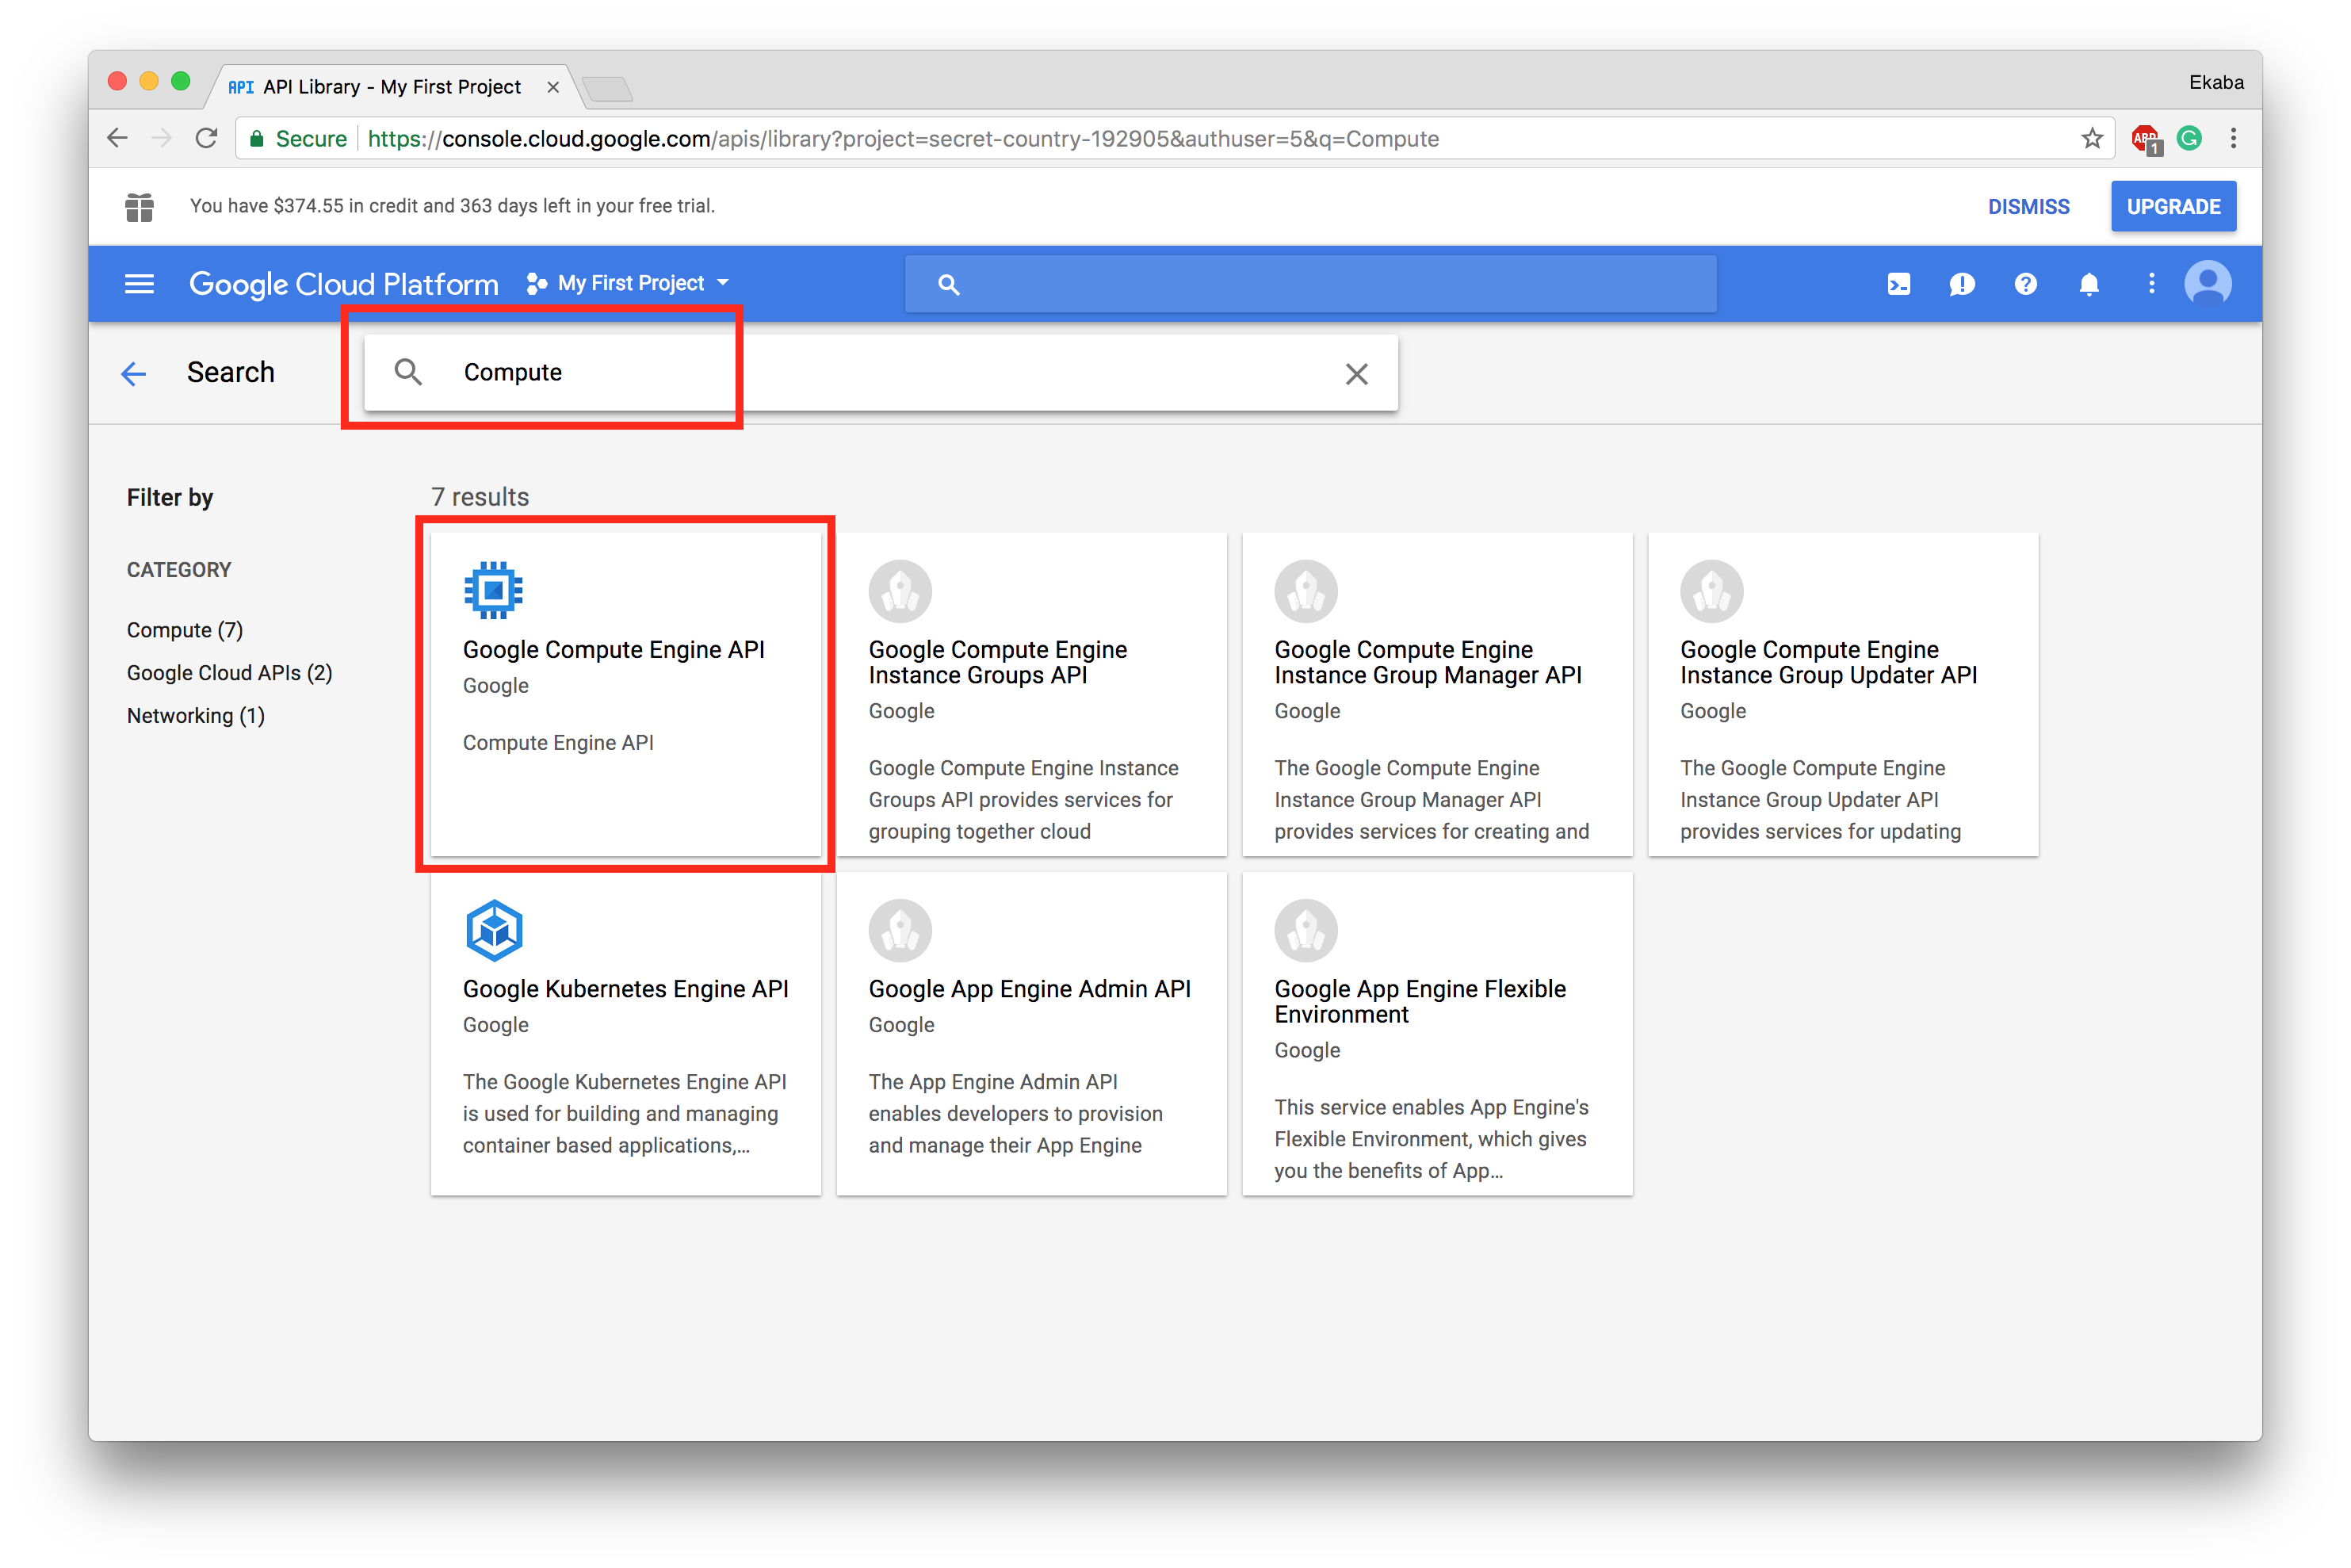 API API Library - My First Project
Ekaba
Secure https://console.cloud.google.com/apis/library?project=secret-country-192905&authuser=5&q=Compute
ABP
1
You have $374.55 in credit and 363 days left in your free trial.
DISMISS
UPGRADE
Google Cloud Platform
My First Project
Search
Compute
Filter by
CATEGORY
Compute (7)
Google Cloud APIs (2)
Networking (1)
7 results
Google Compute Engine API
Google
Compute Engine API
Google Compute Engine
Instance Groups API
Google
Google Compute Engine Instance
Groups API provides services for
grouping together cloud
Google Compute Engine
Instance Group Manager API
Google
The Google Compute Engine
Instance Group Manager API
provides services for creating and
Google Compute Engine
Instance Group Updater API
Google
The Google Compute Engine
Instance Group Updater API
provides services for updating
Google Kubernetes Engine API
Google
The Google Kubernetes Engine API
is used for building and managing
container based applications,...
Google App Engine Admin API
Google
The App Engine Admin API
enables developers to provision
and manage their App Engine
Google App Engine Flexible
Environment
Google
This service enables App Engine's
Flexible Environment, which gives
you the benefits of App...